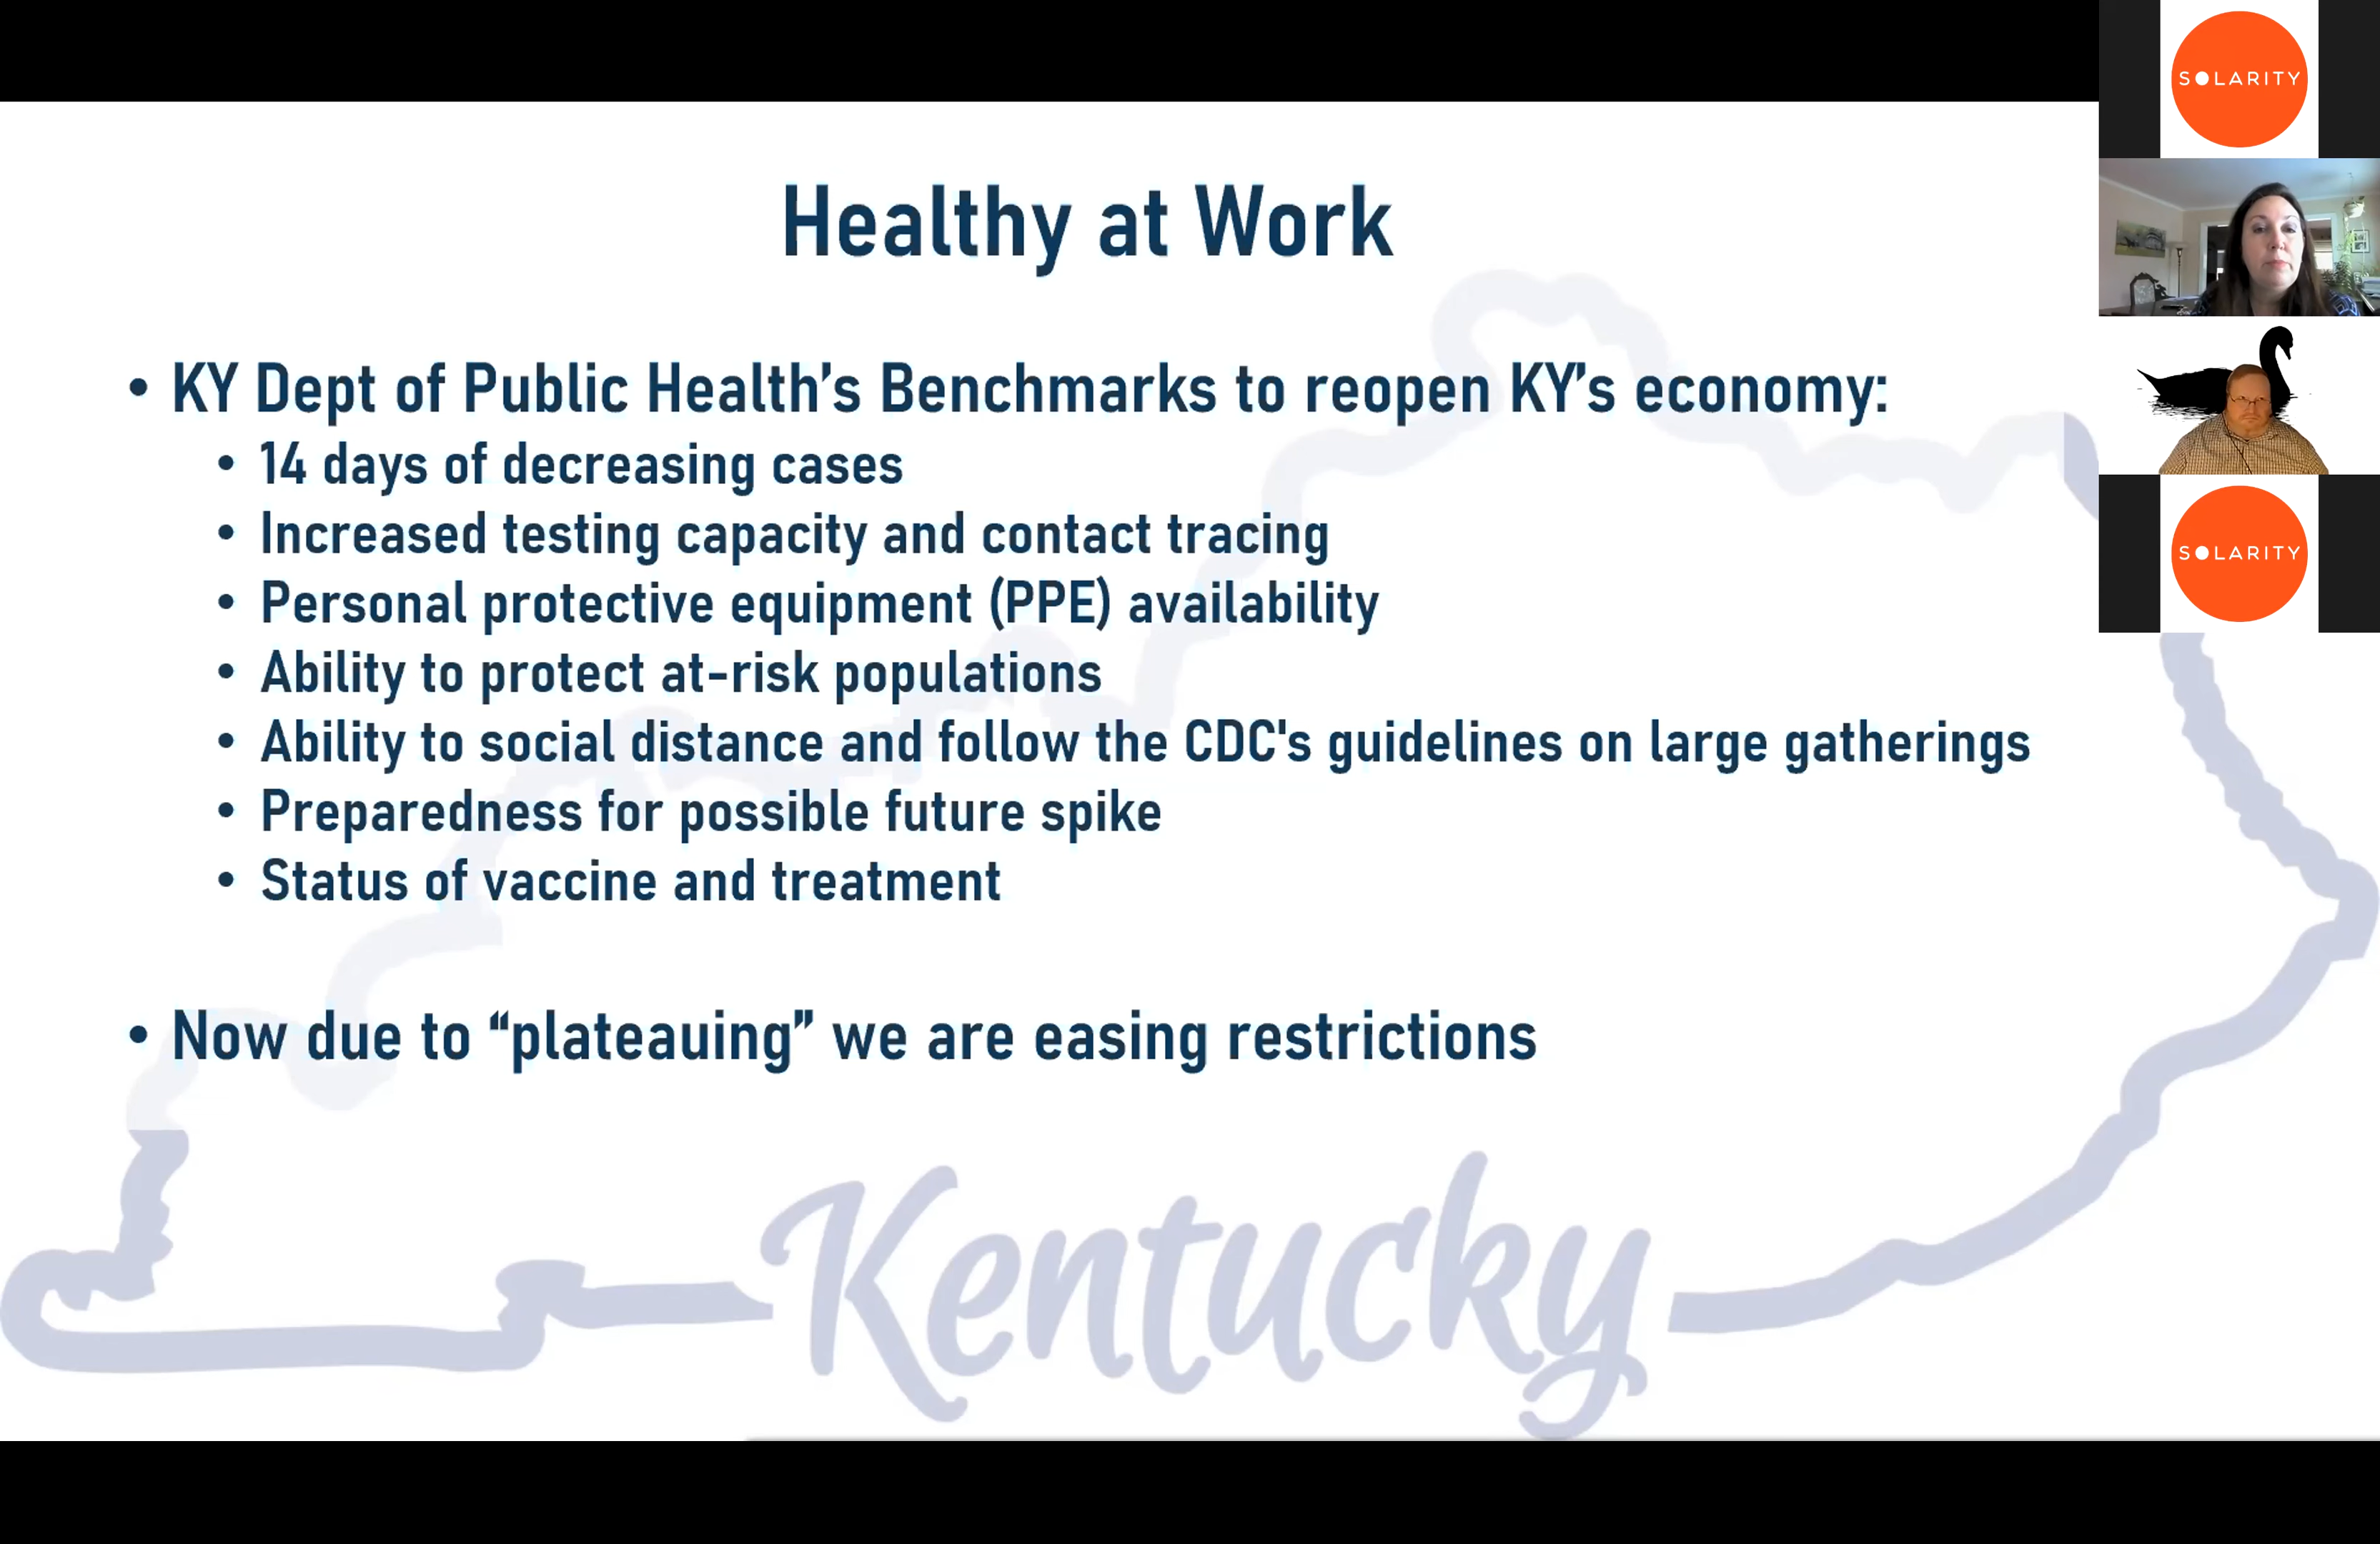 Healthy at Work
• KY Dept of Public Health’s Benchmarks to reopen KY’s economy:
• 14 days of decreasing cases
• Increased testing capacity and contact tracing
• Personal protective equipment (PPE) availability
• Ability to protect at-risk populations
• Ability to social distance and follow the CDC's guidelines on large gatherings
• Preparedness for possible future spike
• Status of vaccine and treatment
• Now due to “plateauing” we are easing restrictions
Kentucky
SOLARITY
SOLARITY